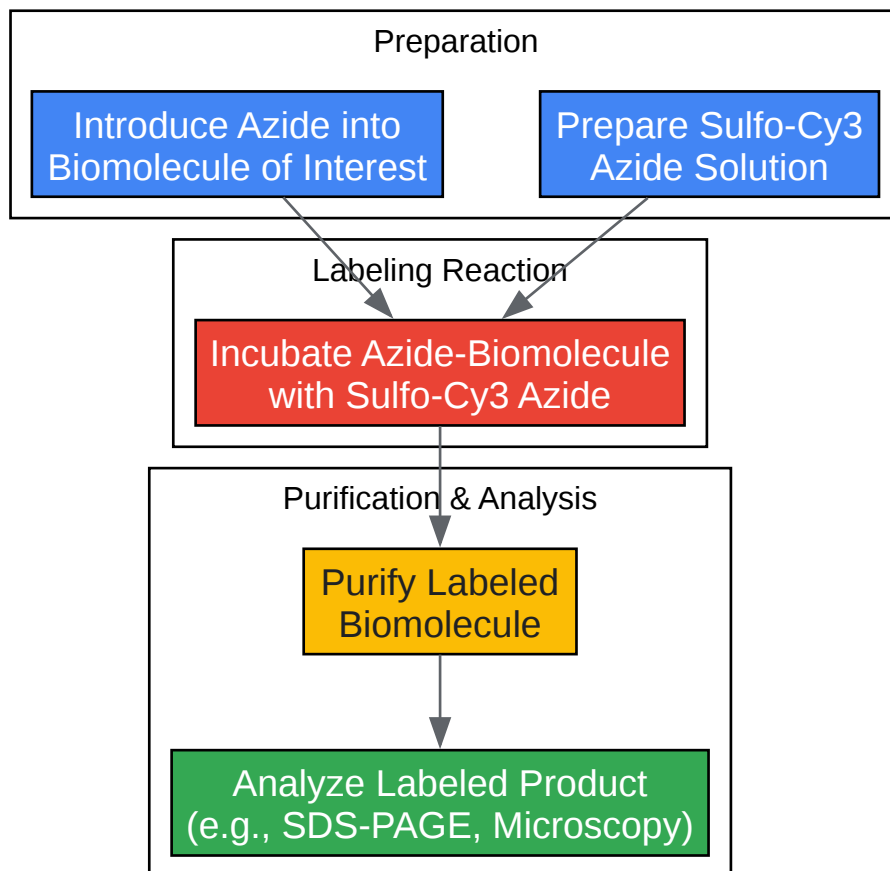 Preparation
Introduce Azide into
Biomolecule of Interest
Prepare Sulfo-Cy3
Azide Solution
Labeling Reaction
Incubate Azide-Biomolecule
with Sulfo-Cy3 Azide
Purification & Analysis
Purify Labeled
Biomolecule
Analyze Labeled Product
(e.g., SDS-PAGE, Microscopy)